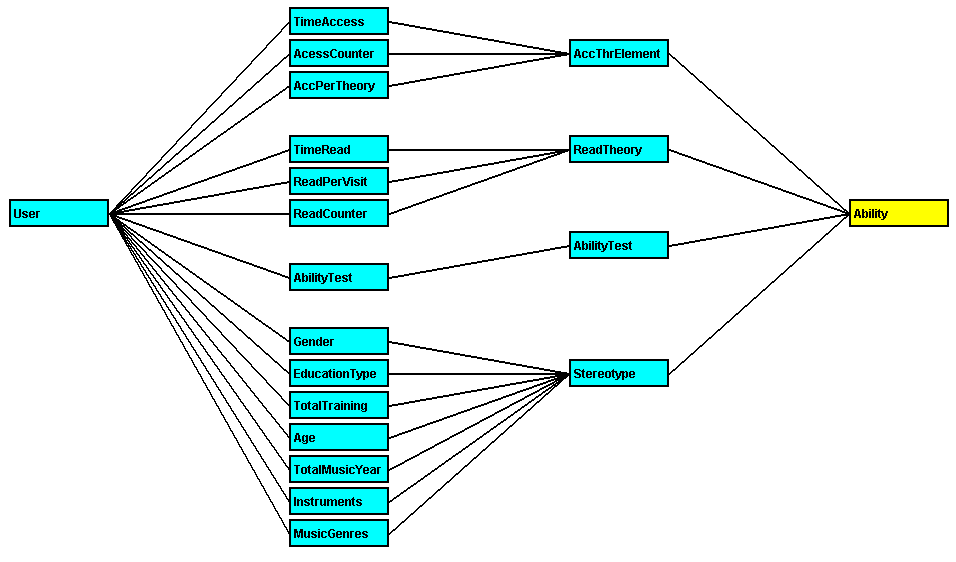 TimeAccess
AcessCounter
AccThrElement
AccPerTheory
TimeRead
ReadTheory
ReadPerVisit
User
ReadCounter
Ability
AbilityTest
AbilityTest
Gender
EducationType
Stereotype
TotalTraining
Age
TotalMusicYear
Instruments
MusicGenres